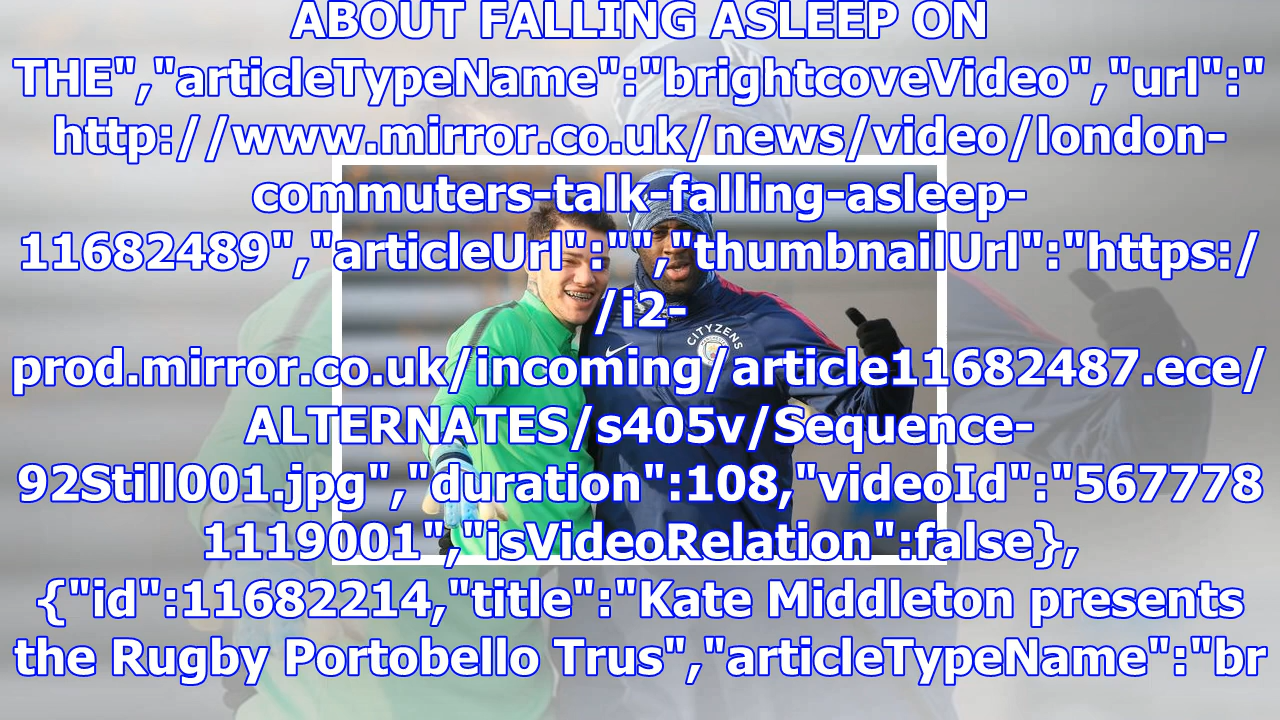 ABOUT FALLING ASLEEP ON
THE","articleTypeName":"brightcoveVideo","url":"
http://www.mirror.co.uk/news/video/london-
commuters-talk-falling-asleep-
11682489","articleUrl":"","thumbnailUrl":"https:/
/i2-
prod.mirror.co.uk/incoming/article11682487.ece/
ALTERNATES/s405v/Sequence-
92Still001.jpg","duration":108,"videoId":"567778
1119001","isVideoRelation":false},
{"id":11682214,"title":"Kate Middleton presents
the Rugby Portobello Trus","articleTypeName":"br
CITYZENS